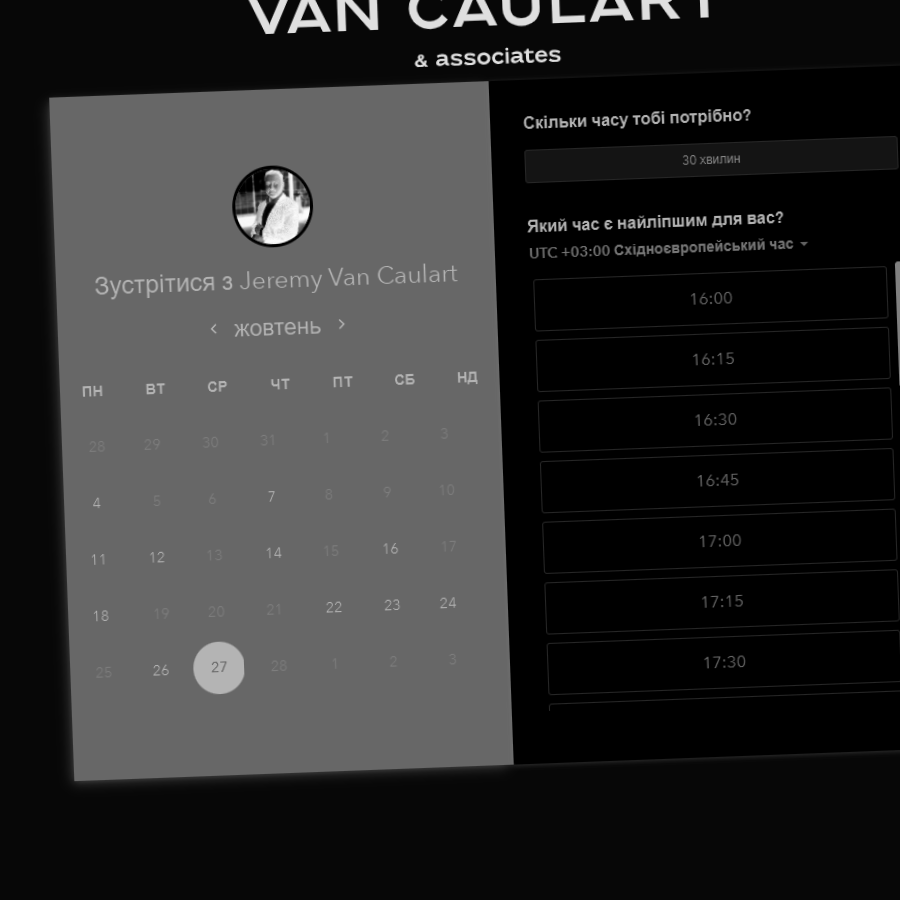 VAN CAULART
& associates
Зустрітися з Jeremy Van Caulart
жовтень
ПН ВТ СР ЧТ ПТ СБ НД
28 29 30 31 1 2 3
4 5 6 7 8 9 10
11 12 13 14 15 16 17
18 19 20 21 22 23 24
25 26 27 28 1 2 3
Скільки часу тобі потрібно?
30 хвилин
Який час є найліпшим для вас?
UTC +03:00 Східноєвропейський час
16:00
16:15
16:30
16:45
17:00
17:15
17:30